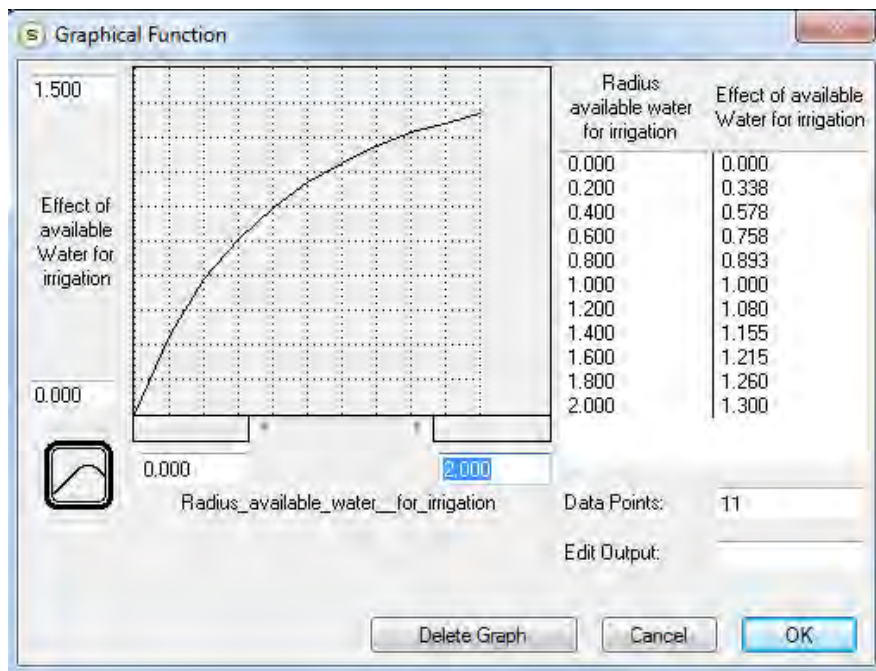 S Graphical Function
1.500
Effect of
available
Water for
irrigation
0.000
0.000 2.000
Radius_available_water__for_irrigation
Radius
available water
for irrigation
Effect of available
Water for irrigation
0.000 0.000
0.200 0.338
0.400 0.578
0.600 0.758
0.800 0.893
1.000 1.000
1.200 1.080
1.400 1.155
1.600 1.215
1.800 1.260
2.000 1.300
Data Points: 11
Edit Output:
Delete Graph Cancel OK